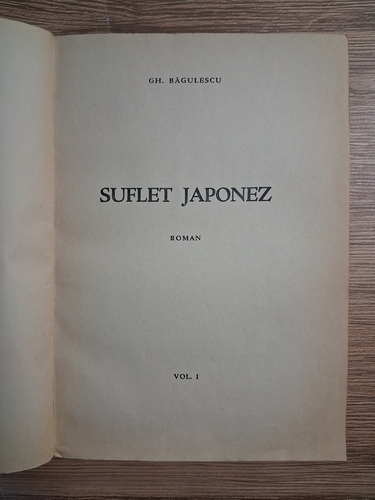 GH. BĂGULESCU
SUFLET JAPONEZ
ROMAN
VOL. I